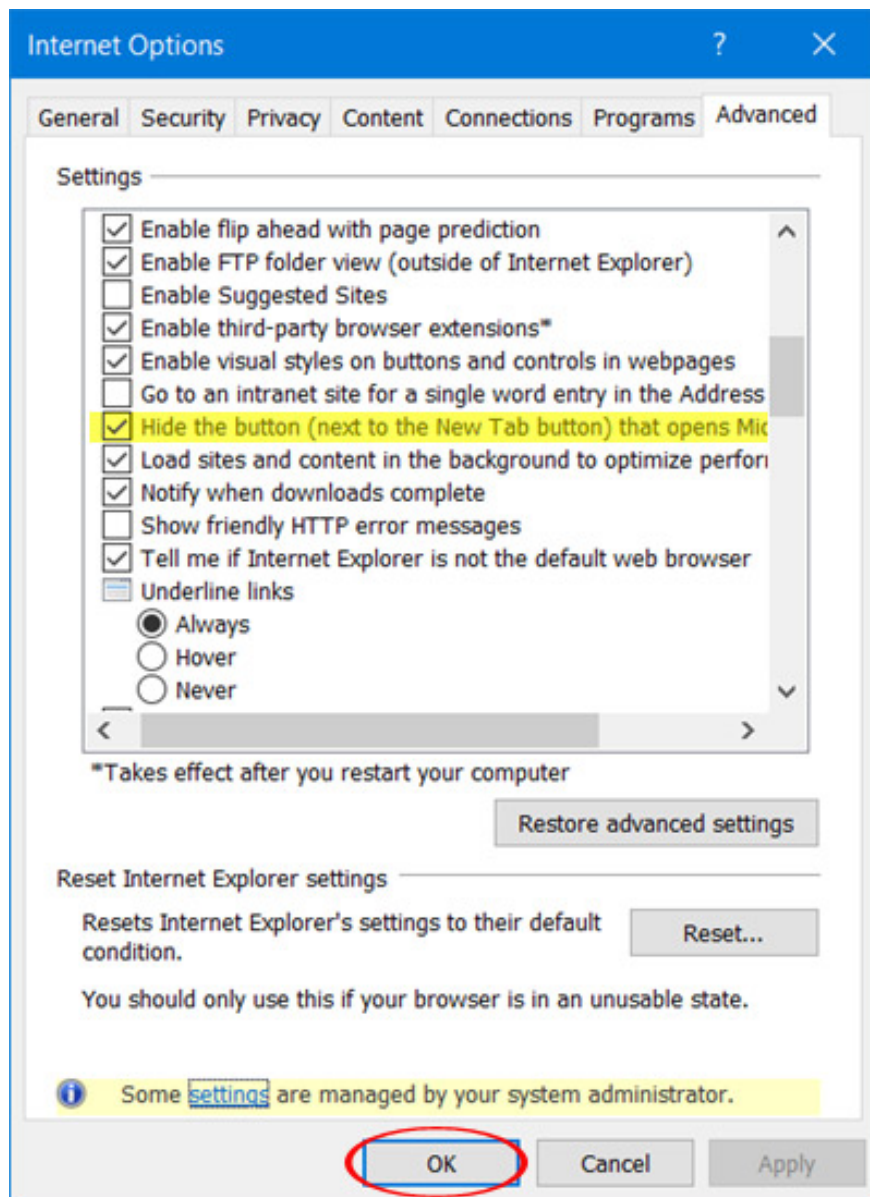 Internet Options
General Security Privacy Content Connections Programs Advanced
Settings
Enable flip ahead with page prediction
Enable FTP folder view (outside of Internet Explorer)
Enable Suggested Sites
Enable third-party browser extensions*
Enable visual styles on buttons and controls in webpages
Go to an intranet site for a single word entry in the Address
Hide the button (next to the New Tab button) that opens Mic
Load sites and content in the background to optimize perfor
Notify when downloads complete
Show friendly HTTP error messages
Tell me if Internet Explorer is not the default web browser
Underline links
Always
Hover
Never
*Takes effect after you restart your computer
Restore advanced settings
Reset Internet Explorer settings
Resets Internet Explorer's settings to their default
condition.
Reset...
You should only use this if your browser is in an unusable state.
Some settings are managed by your system administrator.
OK Cancel Apply